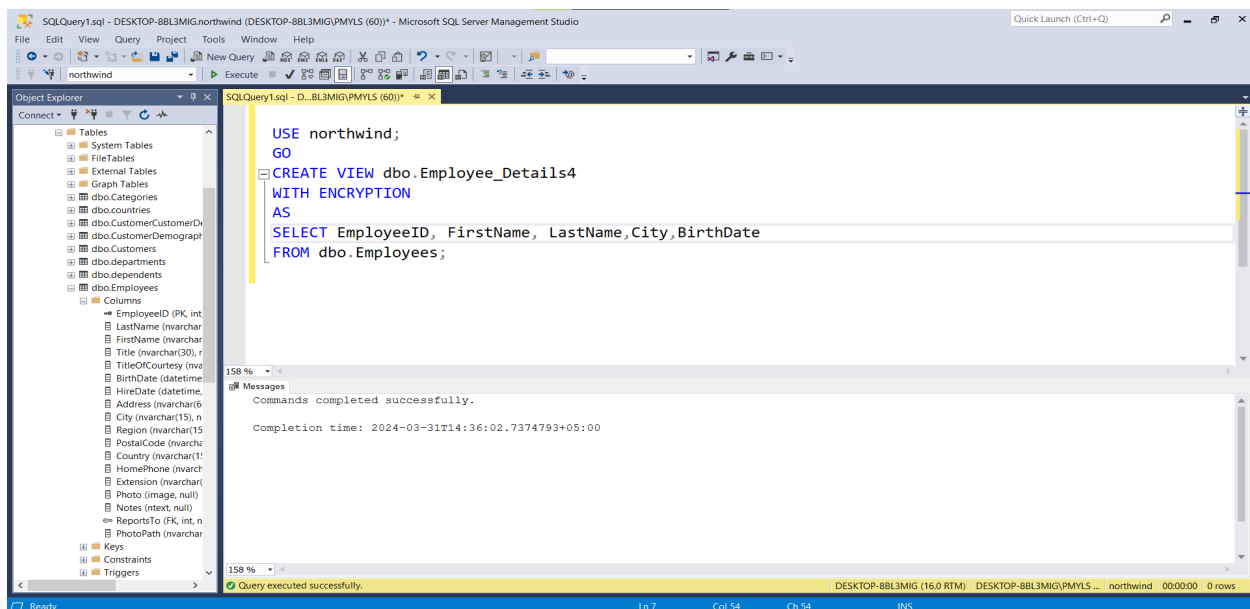 SQLQuery1.sql - DESKTOP-8BL3MIG.northwind (DESKTOP-8BL3MIG\PMYLS (60))* - Microsoft SQL Server Management Studio
Quick Launch (Ctrl+Q)
File Edit View Query Project Tools Window Help
New Query
northwind
Execute
Object Explorer
Connect
Tables
System Tables
FileTables
External Tables
Graph Tables
dbo.Categories
dbo.countries
dbo.CustomerCustomerDe
dbo.CustomerDemograph
dbo.Customers
dbo.departments
dbo.dependents
dbo.Employees
Columns
EmployeeID (PK, int
LastName (nvarchar
FirstName (nvarchar
Title (nvarchar(30), r
TitleOfCourtesy (nva
BirthDate (datetime
HireDate (datetime,
Address (nvarchar(6
City (nvarchar(15), n
Region (nvarchar(15
PostalCode (nvarcha
Country (nvarchar(1
HomePhone (nvarch
Extension (nvarchar(
Photo (image, null)
Notes (ntext, null)
ReportsTo (FK, int, n
PhotoPath (nvarchar
Keys
Constraints
Triggers
SQLQuery1.sql - D...BL3MIG\PMYLS (60))*
USE northwind;
GO
CREATE VIEW dbo.Employee_Details4
WITH ENCRYPTION
AS
SELECT EmployeeID, FirstName, LastName,City,BirthDate
FROM dbo.Employees;
158 %
Messages
Commands completed successfully.
Completion time: 2024-03-31T14:36:02.7374793+05:00
158 %
Query executed successfully.
DESKTOP-8BL3MIG (16.0 RTM) DESKTOP-8BL3MIG\PMYLS ... northwind 00:00:00 0 rows
Ready Ln 7 Col 54 Ch 54 INS